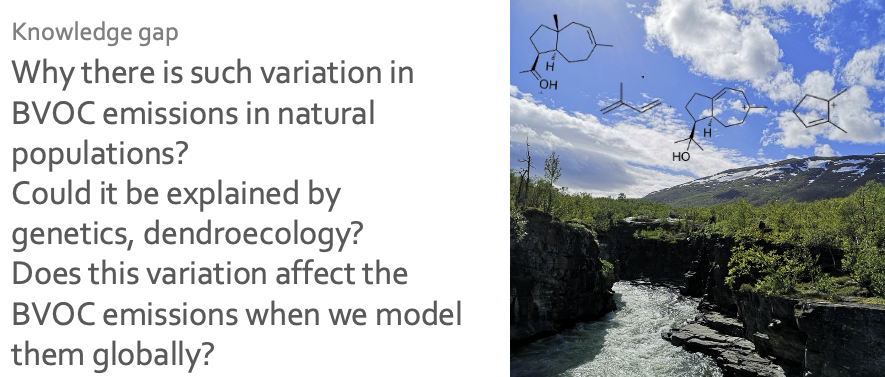 Knowledge gap
Why there is such variation in
BVOC emissions in natural
populations?
Could it be explained by
genetics, dendroecology?
Does this variation affect the
BVOC emissions when we model
them globally?
H
OH
H
+
HO